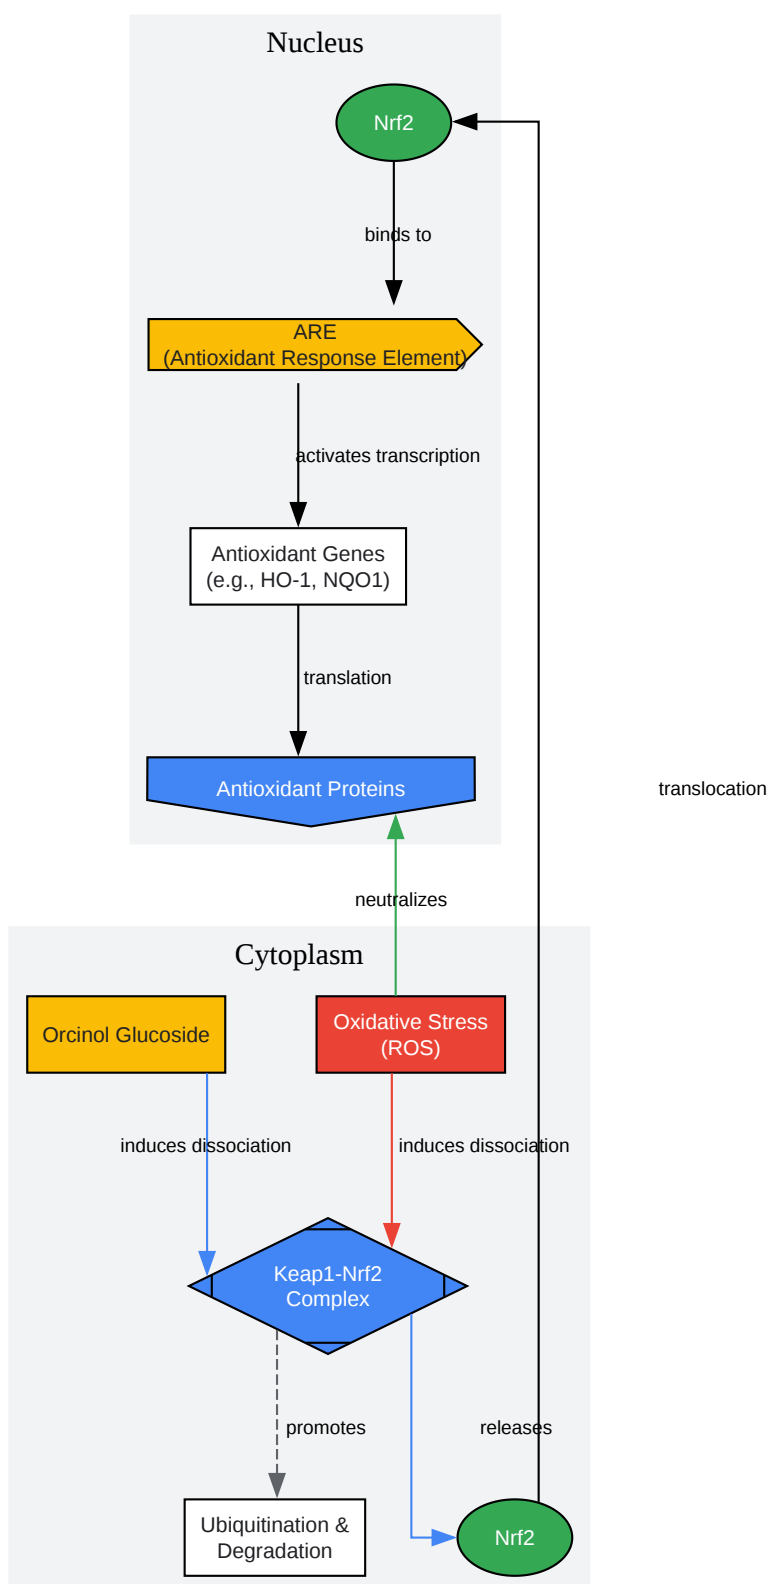 Nucleus
Nrf2
binds to
ARE
(Antioxidant Response Element)
activates transcription
Antioxidant Genes
(e.g., HO-1, NQO1)
translation
Antioxidant Proteins
translocation
neutralizes
Cytoplasm
Orcinol Glucoside
Oxidative Stress
(ROS)
induces dissociation
induces dissociation
Keap1-Nrf2
Complex
promotes
releases
Ubiquitination &
Degradation
Nrf2